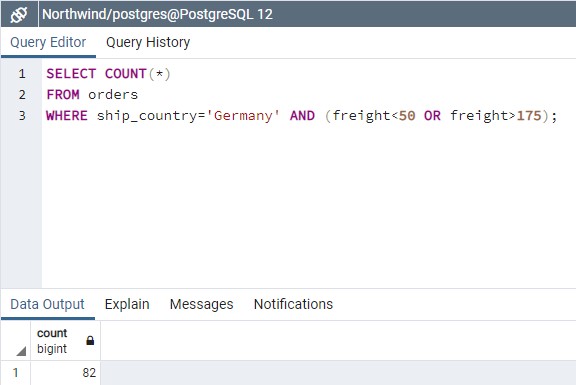 Northwind/postgres@PostgreSQL 12
Query Editor Query History
1 SELECT COUNT(*)
2 FROM orders
3 WHERE ship_country='Germany' AND (freight<50 OR freight>175);
Data Output Explain Messages Notifications
count
bigint
1 82